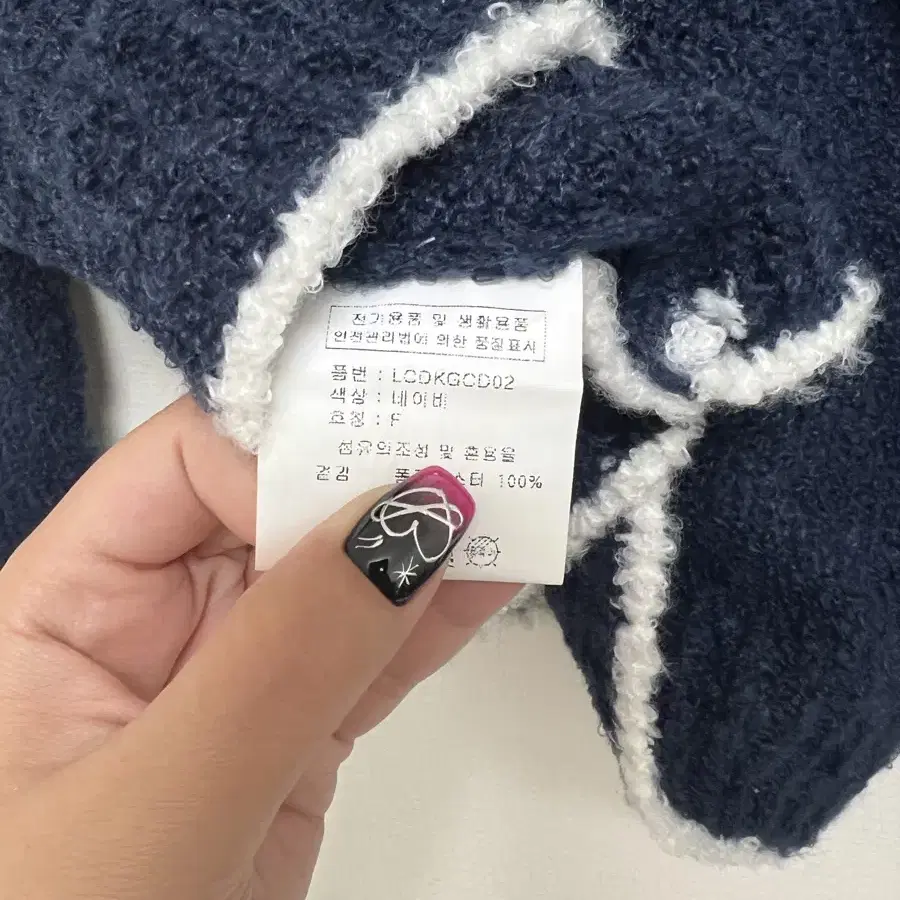 전기용품 및 생활용품
안전관리법에 의한 품질표시
품번 : LCDKGCD02
색상 : 네이비
호칭 : F
섬유의조성 및 혼용율
겉감 100%